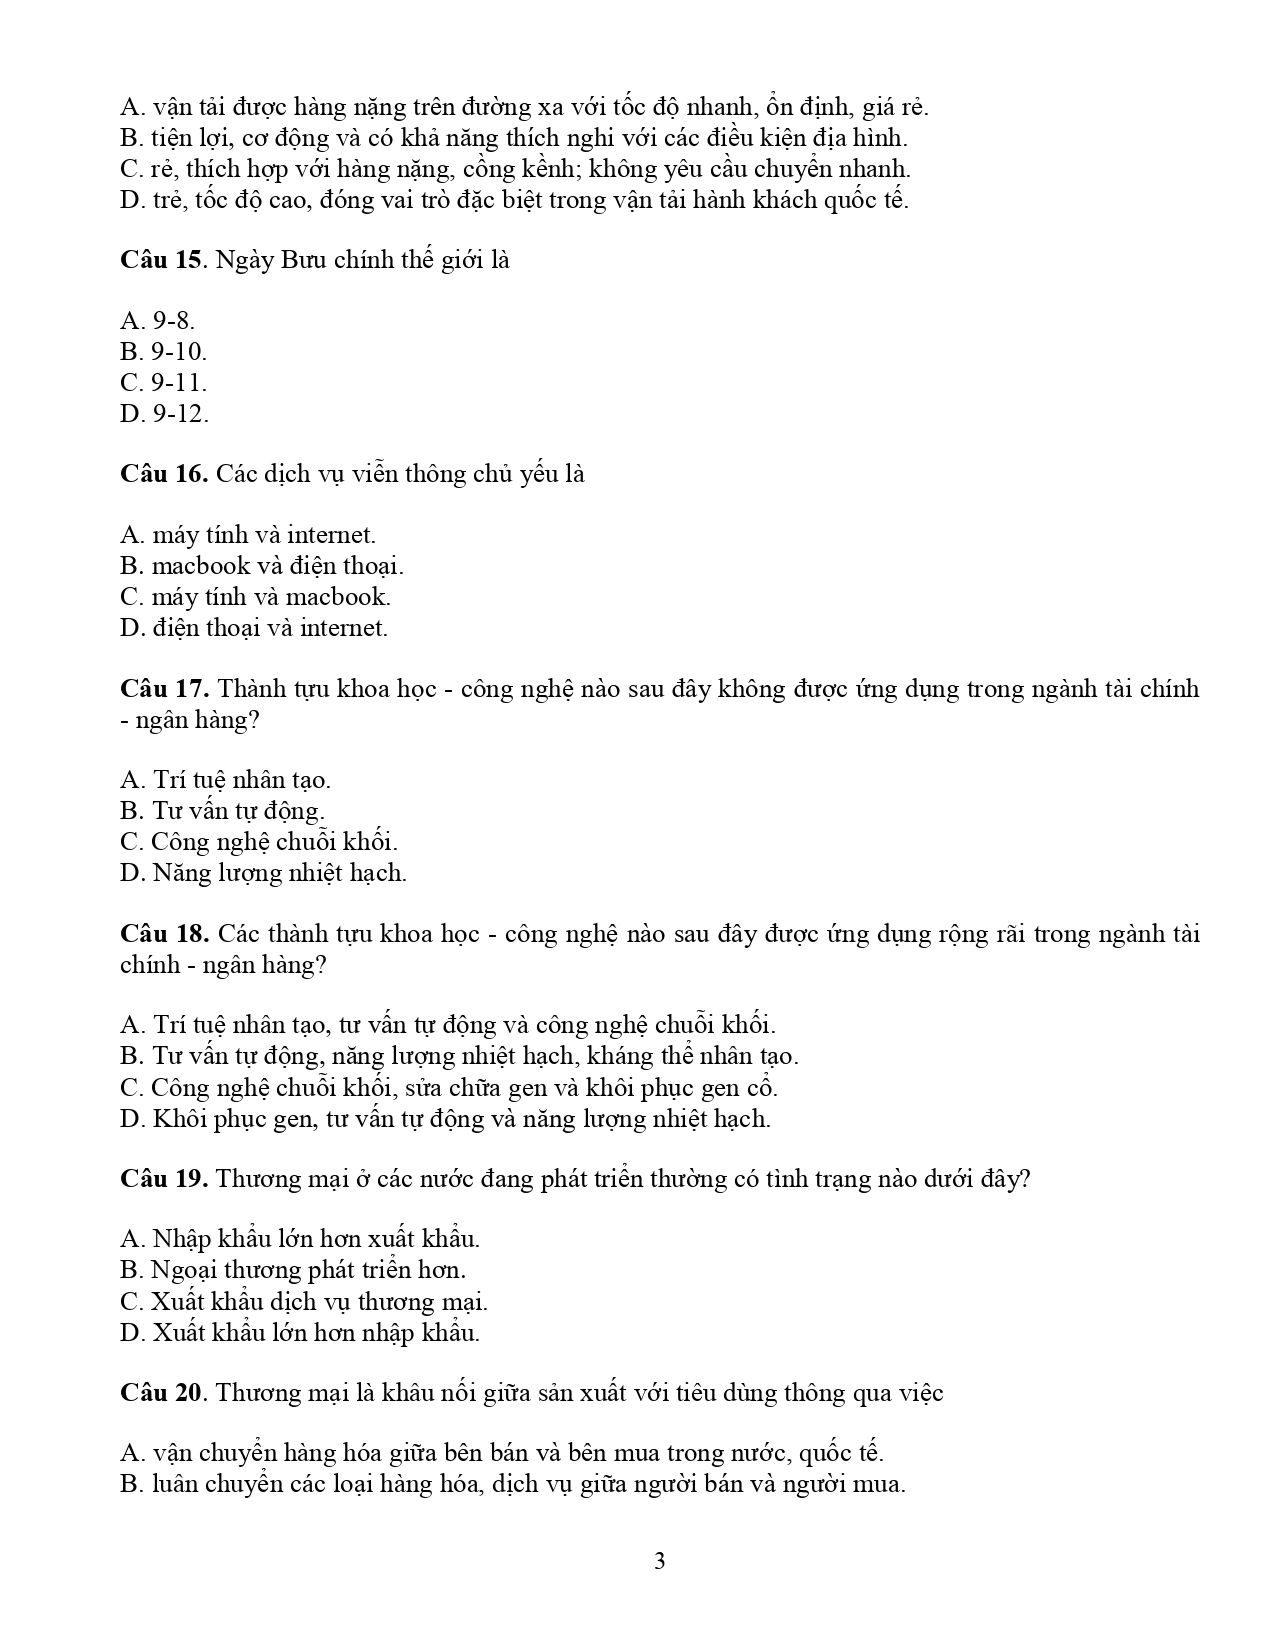 A. vận tải được hàng nặng trên đường xa với tốc độ nhanh, ổn định, giá rẻ.
B. tiện lợi, cơ động và có khả năng thích nghi với các điều kiện địa hình.
C. rẻ, thích hợp với hàng nặng, cồng kềnh; không yêu cầu chuyển nhanh.
D. trẻ, tốc độ cao, đóng vai trò đặc biệt trong vận tải hành khách quốc tế.
Câu 15. Ngày Bưu chính thế giới là
A. 9-8.
B. 9-10.
C. 9-11.
D. 9-12.
Câu 16. Các dịch vụ viễn thông chủ yếu là
A. máy tính và internet.
B. macbook và điện thoại.
C. máy tính và macbook.
D. điện thoại và internet.
Câu 17. Thành tựu khoa học - công nghệ nào sau đây không được ứng dụng trong ngành tài chính
- ngân hàng?
A. Trí tuệ nhân tạo.
B. Tư vấn tự động.
C. Công nghệ chuỗi khối.
D. Năng lượng nhiệt hạch.
Câu 18. Các thành tựu khoa học - công nghệ nào sau đây được ứng dụng rộng rãi trong ngành tài
chính - ngân hàng?
A. Trí tuệ nhân tạo, tư vấn tự động và công nghệ chuỗi khối.
B. Tư vấn tự động, năng lượng nhiệt hạch, kháng thể nhân tạo.
C. Công nghệ chuỗi khối, sửa chữa gen và khôi phục gen cổ.
D. Khôi phục gen, tư vấn tự động và năng lượng nhiệt hạch.
Câu 19. Thương mại ở các nước đang phát triển thường có tình trạng nào dưới đây?
A. Nhập khẩu lớn hơn xuất khẩu.
B. Ngoại thương phát triển hơn.
C. Xuất khẩu dịch vụ thương mại.
D. Xuất khẩu lớn hơn nhập khẩu.
Câu 20. Thương mại là khâu nối giữa sản xuất với tiêu dùng thông qua việc
A. vận chuyển hàng hóa giữa bên bán và bên mua trong nước, quốc tế.
B. luân chuyển các loại hàng hóa, dịch vụ giữa người bán và người mua.
3